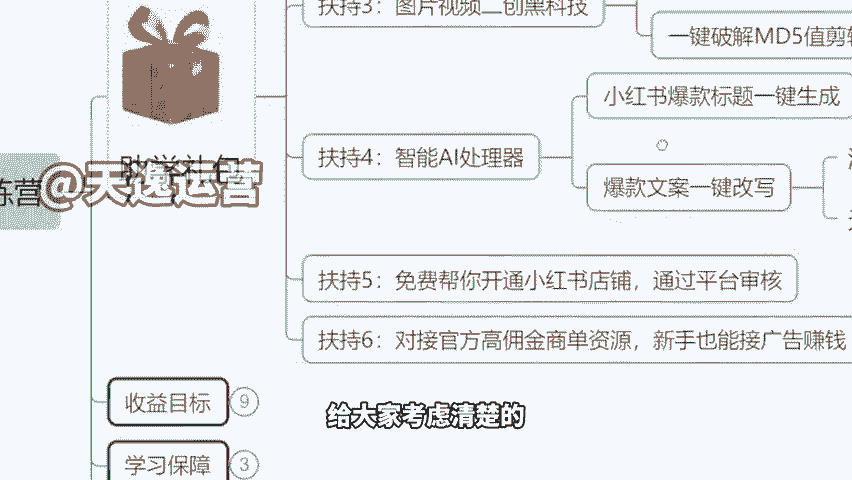 扶持3：图片视频二创黑科技
一键破解MD5值剪辑
小红书爆款标题一键生成
扶持4：智能AI处理器
爆款文案一键改写
助学礼包
练营
@天逸运营
扶持5：免费帮你开通小红书店铺，通过平台审核
扶持6：对接官方高佣金商单资源，新手也能接广告赚钱
收益目标 9
给大家考虑清楚的
学习保障 3